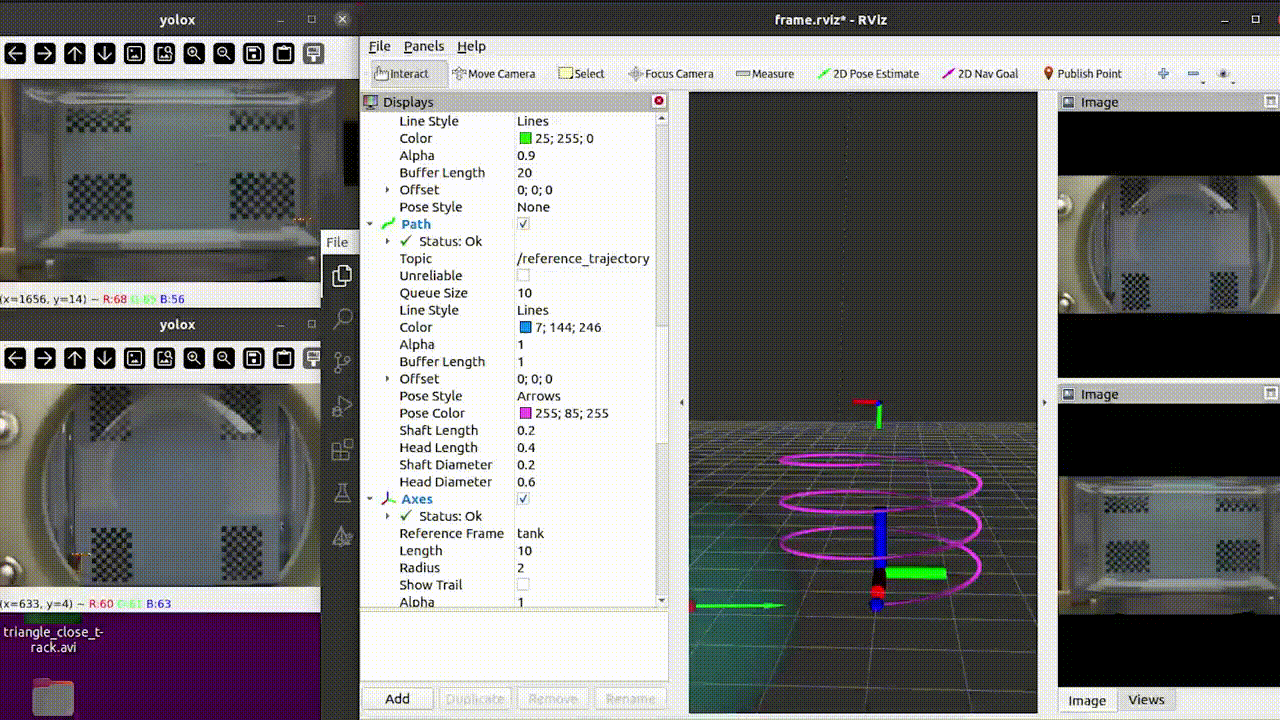 yolox
(x=1656, y=14) ~ R:68 G:65 B:56
yolox
(x=633, y=4) ~ R:60 G:61 B:63
triangle_close_t-
rack.avi
File
frame.rviz* - RViz
File Panels Help
Interact Move Camera Select Focus Camera Measure 2D Pose Estimate 2D Nav Goal Publish Point
Displays
Line Style Lines
Color 25; 255; 0
Alpha 0.9
Buffer Length 20
Offset 0; 0; 0
Pose Style None
Path
Status: Ok
Topic /reference_trajectory
Unreliable
Queue Size 10
Line Style Lines
Color 7; 144; 246
Alpha 1
Buffer Length 1
Offset 0; 0; 0
Pose Style Arrows
Pose Color 255; 85; 255
Shaft Length 0.2
Head Length 0.4
Shaft Diameter 0.2
Head Diameter 0.6
Axes
Status: Ok
Reference Frame tank
Length 10
Radius 2
Show Trail
Alpha 1
Add Duplicate Remove Rename
Image
Image
Image Views